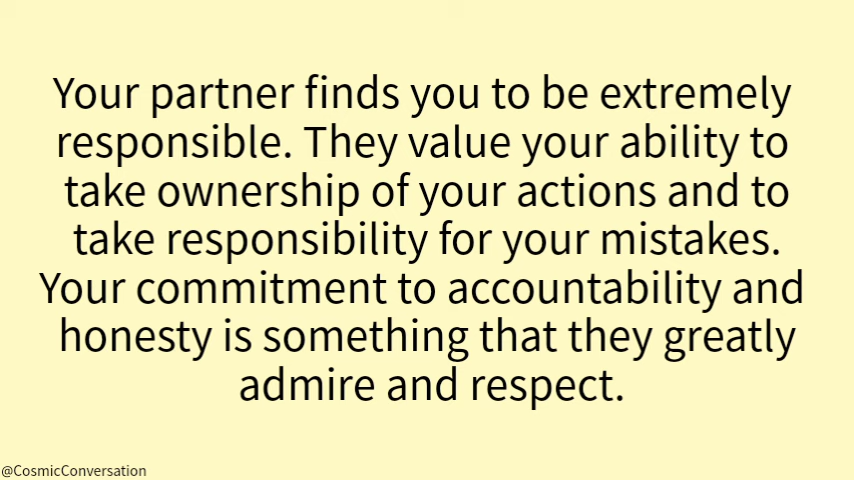 Your partner finds you to be extremely
responsible. They value your ability to
take ownership of your actions and to
take responsibility for your mistakes.
Your commitment to accountability and
honesty is something that they greatly
admire and respect.
@CosmicConversation